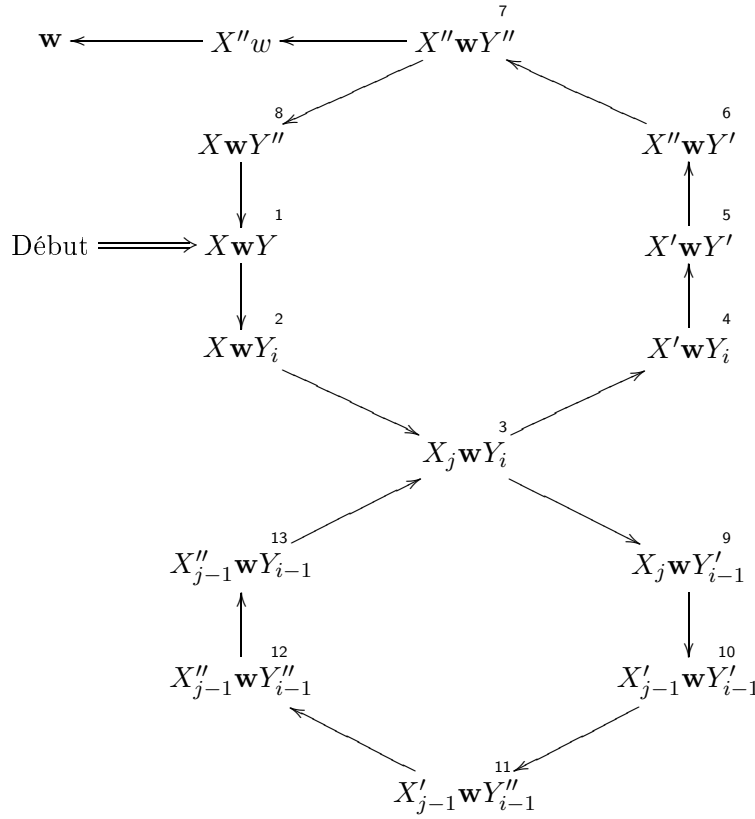 7
w X''w X''wY''
8 6
XwY'' X''wY'
1 5
Début XwY X'wY'
2 4
XwY_i X'wY_i
3
X_jwY_i
13 9
X''_{j-1}wY_{i-1} X_jwY'_{i-1}
12 10
X''_{j-1}wY''_{i-1} X'_{j-1}wY'_{i-1}
11
X'_{j-1}wY''_{i-1}